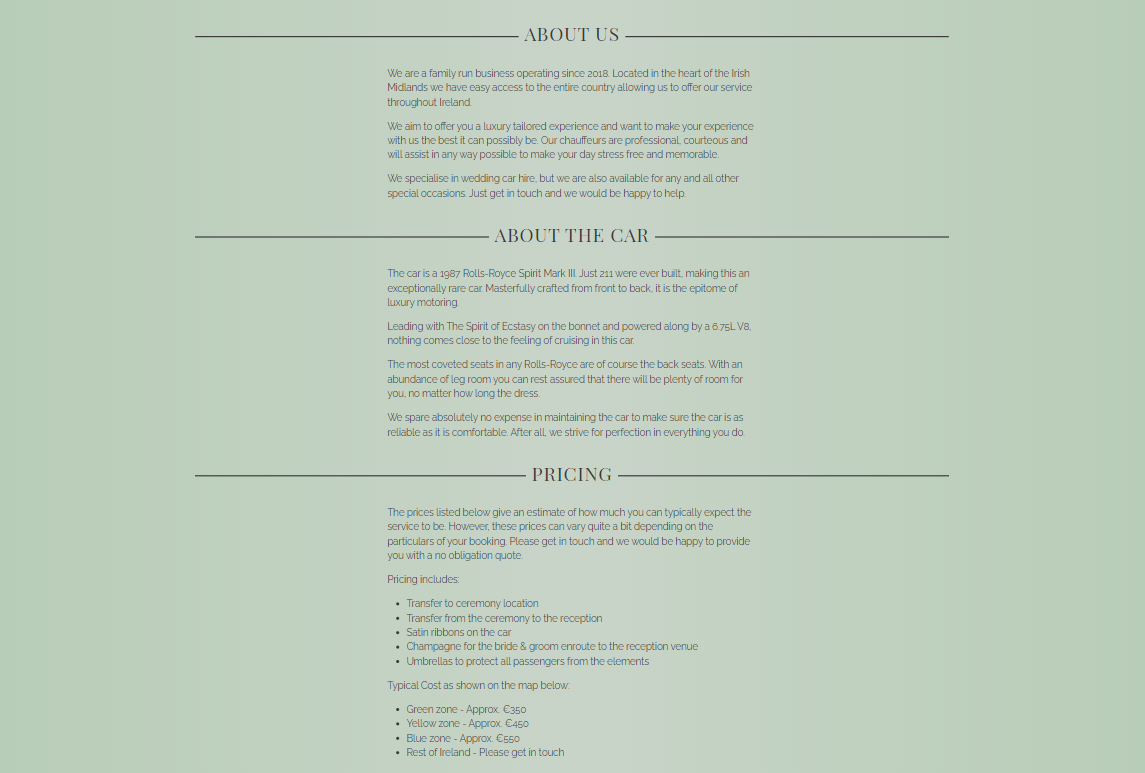 ABOUT US
We are a family run business operating since 2018. Located in the heart of the Irish
Midlands we have easy access to the entire country allowing us to offer our service
throughout Ireland.
We aim to offer you a luxury tailored experience and want to make your experience
with us the best it can possibly be. Our chauffeurs are professional, courteous and
will assist in any way possible to make your day stress free and memorable.
We specialise in wedding car hire, but we are also available for any and all other
special occasions. Just get in touch and we would be happy to help.
ABOUT THE CAR
The car is a 1987 Rolls-Royce Spirit Mark III. Just 211 were ever built, making this an
exceptionally rare car. Masterfully crafted from front to back, it is the epitome of
luxury motoring.
Leading with The Spirit of Ecstasy on the bonnet and powered along by a 6.75L V8,
nothing comes close to the feeling of cruising in this car.
The most coveted seats in any Rolls-Royce are of course the back seats. With an
abundance of leg room you can rest assured that there will be plenty of room for
you, no matter how long the dress.
We spare absolutely no expense in maintaining the car to make sure the car is as
reliable as it is comfortable. After all, we strive for perfection in everything you do.
PRICING
The prices listed below give an estimate of how much you can typically expect the
service to be. However, these prices can vary quite a bit depending on the
particulars of your booking. Please get in touch and we would be happy to provide
you with a no obligation quote.
Pricing includes:
• Transfer to ceremony location
• Transfer from the ceremony to the reception
• Satin ribbons on the car
• Champagne for the bride & groom enroute to the reception venue
• Umbrellas to protect all passengers from the elements
Typical Cost as shown on the map below:
• Green zone - Approx. €350
• Yellow zone - Approx. €450
• Blue zone - Approx. €550
• Rest of Ireland - Please get in touch